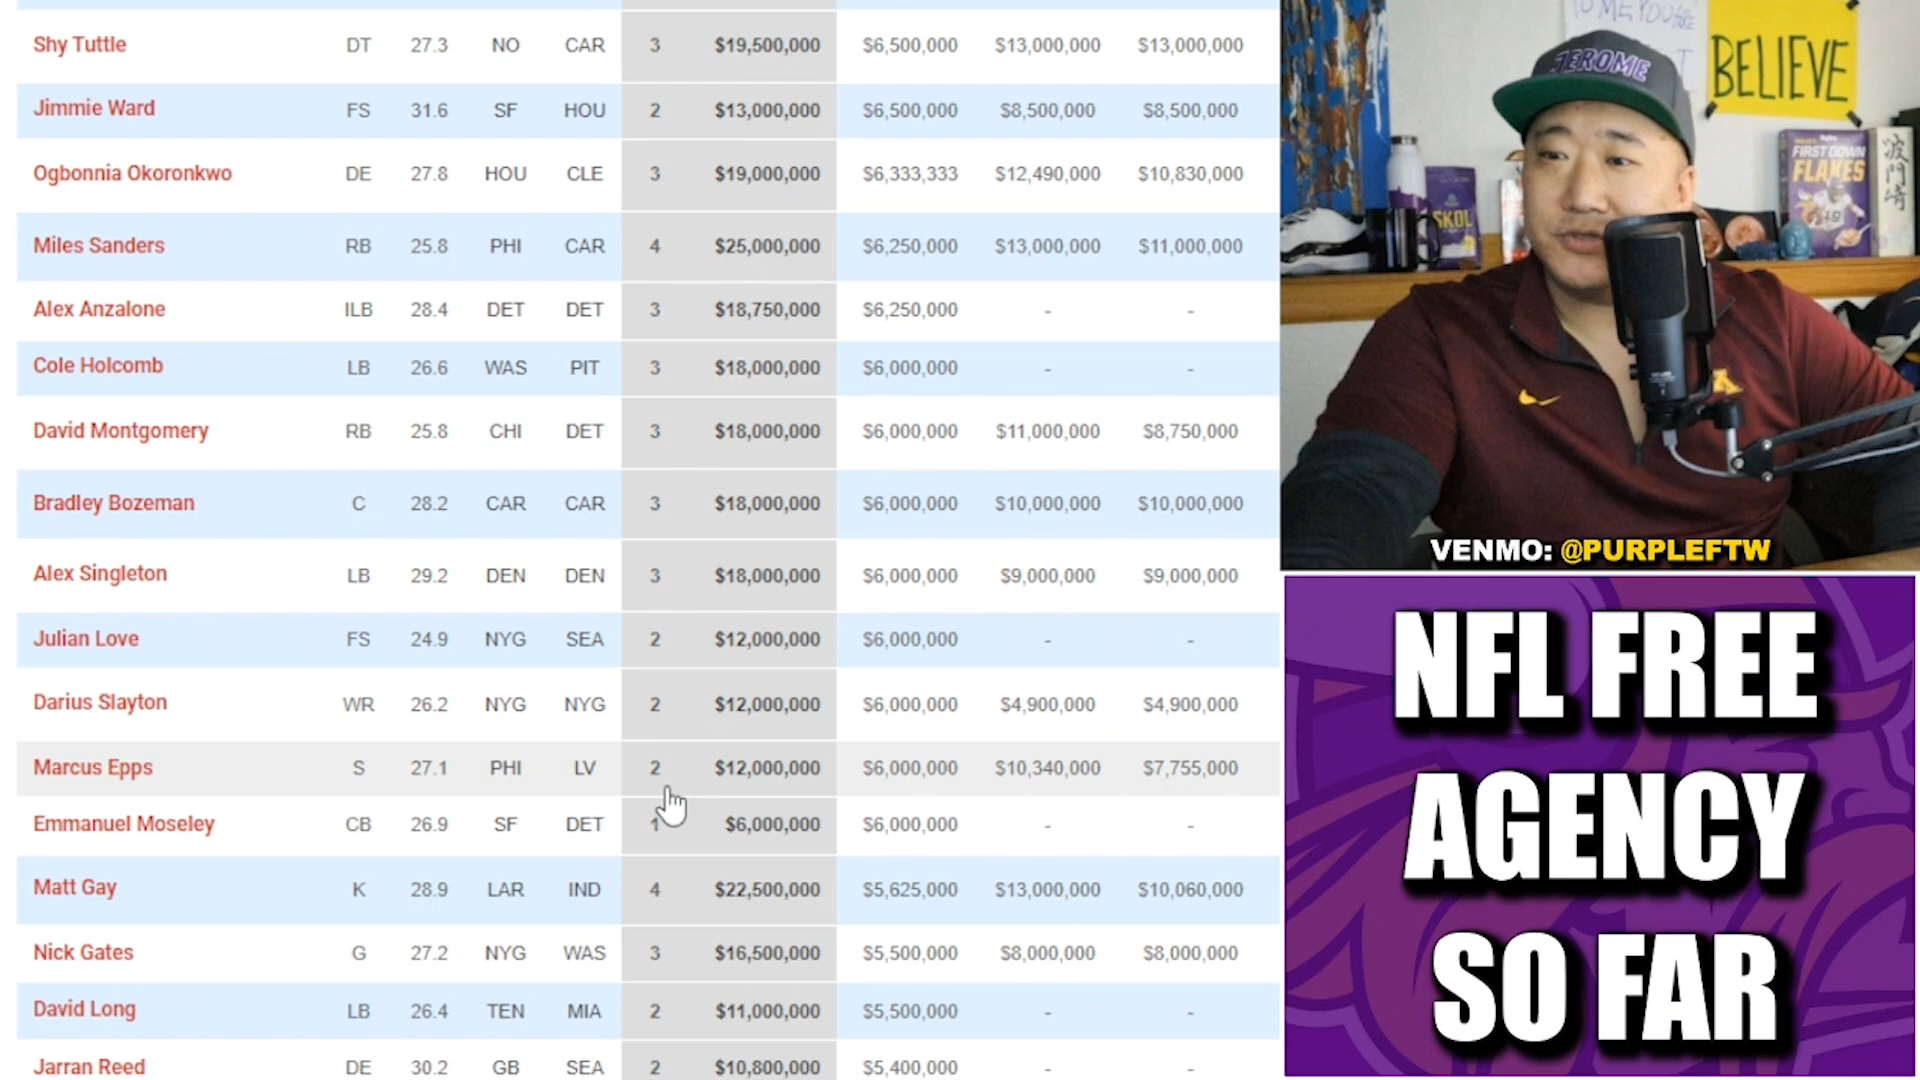 Shy Tuttle DT 27.3 NO CAR 3 $19,500,000 $6,500,000 $13,000,000 $13,000,000
Jimmie Ward FS 31.6 SF HOU 2 $13,000,000 $6,500,000 $8,500,000 $8,500,000
Ogbonnia Okoronkwo DE 27.8 HOU CLE 3 $19,000,000 $6,333,333 $12,490,000 $10,830,000
Miles Sanders RB 25.8 PHI CAR 4 $25,000,000 $6,250,000 $13,000,000 $11,000,000
Alex Anzalone ILB 28.4 DET DET 3 $18,750,000 $6,250,000 - -
Cole Holcomb LB 26.6 WAS PIT 3 $18,000,000 $6,000,000 - -
David Montgomery RB 25.8 CHI DET 3 $18,000,000 $6,000,000 $11,000,000 $8,750,000
Bradley Bozeman C 28.2 CAR CAR 3 $18,000,000 $6,000,000 $10,000,000 $10,000,000
Alex Singleton LB 29.2 DEN DEN 3 $18,000,000 $6,000,000 $9,000,000 $9,000,000
Julian Love FS 24.9 NYG SEA 2 $12,000,000 $6,000,000 - -
Darius Slayton WR 26.2 NYG NYG 2 $12,000,000 $6,000,000 $4,900,000 $4,900,000
Marcus Epps S 27.1 PHI LV 2 $12,000,000 $6,000,000 $10,340,000 $7,755,000
Emmanuel Moseley CB 26.9 SF DET 1 $6,000,000 $6,000,000 - -
Matt Gay K 28.9 LAR IND 4 $22,500,000 $5,625,000 $13,000,000 $10,060,000
Nick Gates G 27.2 NYG WAS 3 $16,500,000 $5,500,000 $8,000,000 $8,000,000
David Long LB 26.4 TEN MIA 2 $11,000,000 $5,500,000 - -
Jarran Reed DE 30.2 GB SEA 2 $10,800,000 $5,400,000 - -
TO ME YOU ARE
BELIEVE
JEROME
FIRST DOWN
FLAKES
SKOL
波門崎
VENMO: @PURPLEFTW
NFL FREE
AGENCY
SO FAR